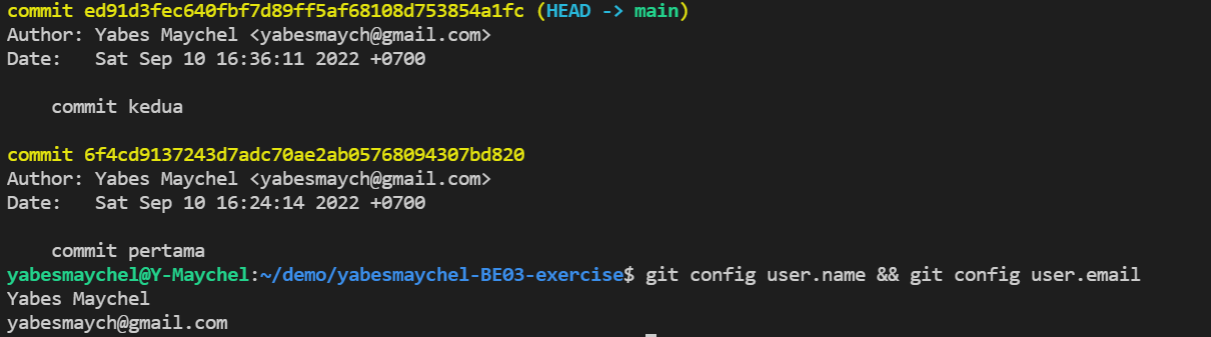 commit ed91d3fec640fbf7d89ff5af68108d753854a1fc (HEAD -> main)
Author: Yabes Maychel <yabesmaych@gmail.com>
Date:   Sat Sep 10 16:36:11 2022 +0700
    commit kedua
commit 6f4cd9137243d7adc70ae2ab05768094307bd820
Author: Yabes Maychel <yabesmaych@gmail.com>
Date:   Sat Sep 10 16:24:14 2022 +0700
    commit pertama
yabesmaychel@Y-Maychel:~/demo/yabesmaychel-BE03-exercise$ git config user.name && git config user.email
Yabes Maychel
yabesmaych@gmail.com